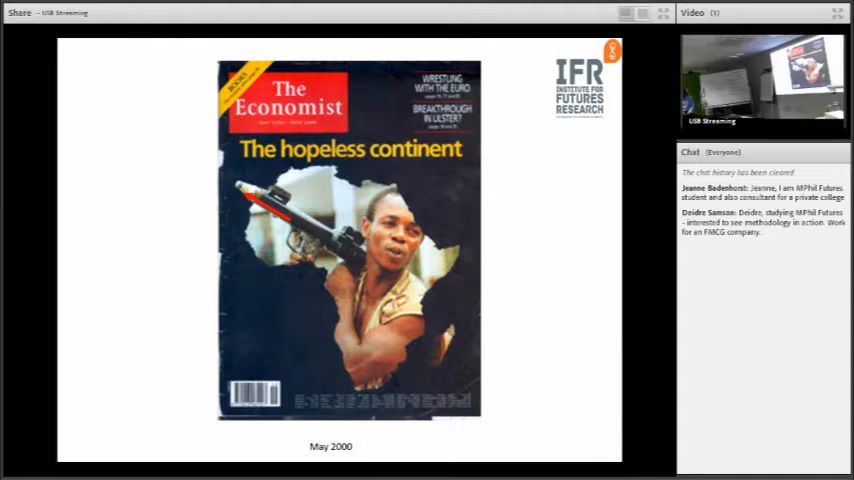 Share - USB Streaming
Video (1)
IFR
INSTITUTE FOR
FUTURES
RESEARCH
BOOKS
The
Economist
WRESTLING
WITH THE EURO
BREAKTHROUGH
IN ULSTER?
The hopeless continent
May 2000
USB Streaming
Chat (Everyone)
The chat history has been cleared
Jeanne Badenhorst: Jeanne, I am MPhil Futures
student and also consultant for a private college
Deidre Samson: Deidre, studying MPhil Futures
- interested to see methodology in action. Work
for an FMCG company.